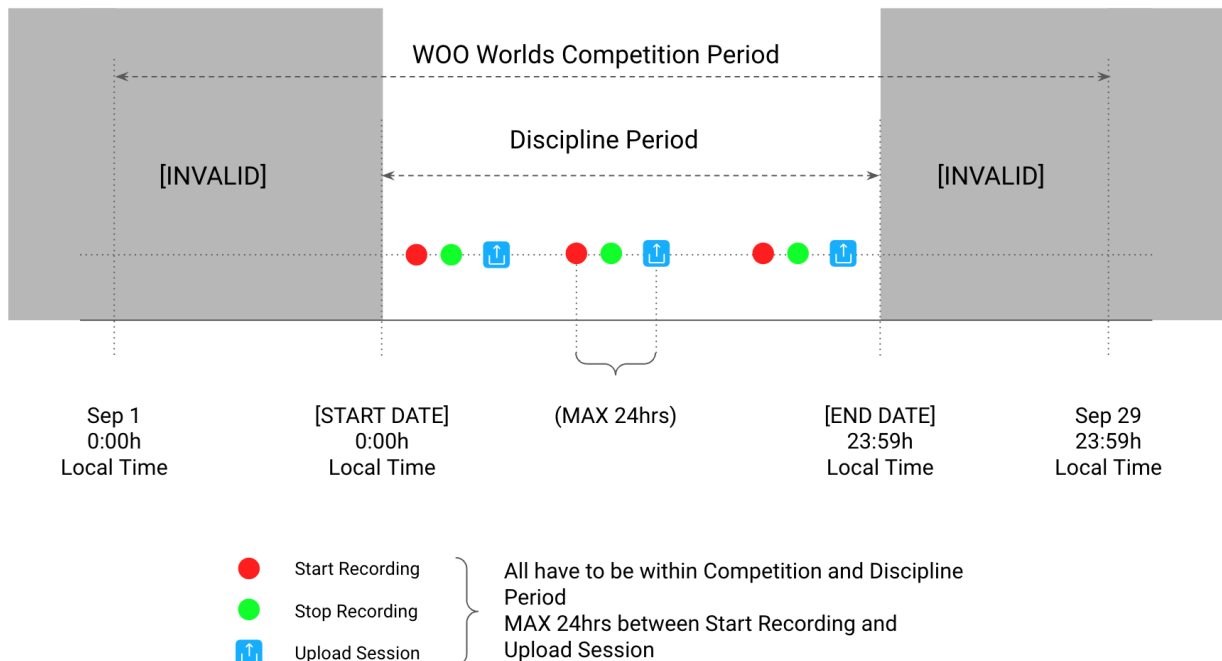 WOO Worlds Competition Period
Discipline Period
[INVALID]
[INVALID]
Sep 1
0:00h
Local Time
[START DATE]
0:00h
Local Time
(MAX 24hrs)
[END DATE]
23:59h
Local Time
Sep 29
23:59h
Local Time
Start Recording
Stop Recording
Upload Session
All have to be within Competition and Discipline
Period
MAX 24hrs between Start Recording and
Upload Session